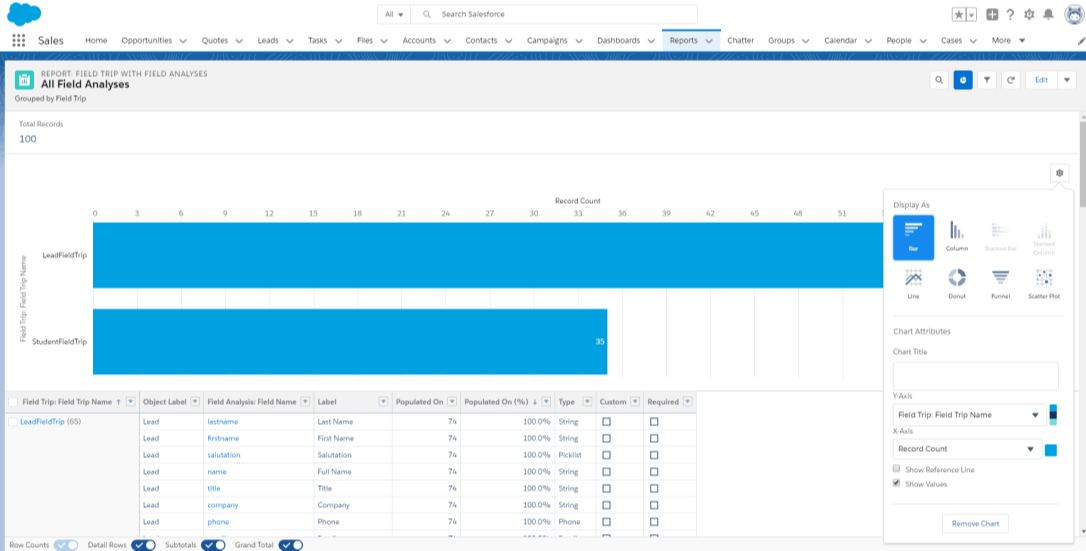 All
Search Salesforce
Sales Home Opportunities Quotes Leads Tasks Files Accounts Contacts Campaigns Dashboards Reports Chatter Groups Calendar People Cases More
REPORT: FIELD TRIP WITH FIELD ANALYSES
All Field Analyses
Grouped by Field Trip
Edit
Total Records
100
Record Count
0 3 6 9 12 15 18 21 24 27 30 33 36 39 42 45 48 51
Field Trip: Field Trip Name
LeadFieldTrip
StudentFieldTrip
35
Display As
Bar Column Stacked Bar Stacked Column
Line Donut Funnel Scatter Plot
Chart Attributes
Chart Title
Y-Axis
Field Trip: Field Trip Name
X-Axis
Record Count
Show Reference Line
Show Values
Remove Chart
Field Trip: Field Trip Name Object Label Field Analysis: Field Name Label Populated On Populated On (%) Type Custom Required
LeadFieldTrip (65) Lead lastname Last Name 74 100.0% String
Lead firstname First Name 74 100.0% String
Lead salutation Salutation 74 100.0% Picklist
Lead name Full Name 74 100.0% String
Lead title Title 74 100.0% String
Lead company Company 74 100.0% String
Lead phone Phone 74 100.0% Phone
Row Counts Detail Rows Subtotals Grand Total